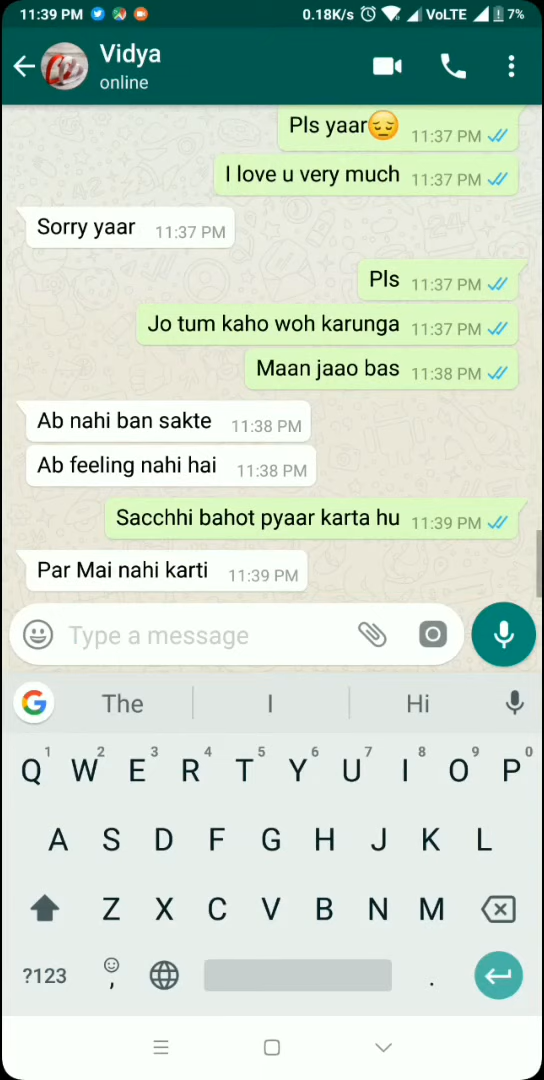 11:39 PM 0.18K/s VoLTE 7%
Vidya
online
Pls yaar😔 11:37 PM
I love u very much 11:37 PM
Sorry yaar 11:37 PM
Pls 11:37 PM
Jo tum kaho woh karunga 11:37 PM
Maan jaao bas 11:38 PM
Ab nahi ban sakte 11:38 PM
Ab feeling nahi hai 11:38 PM
Sacchhi bahot pyaar karta hu 11:39 PM
Par Mai nahi karti 11:39 PM
Type a message
G The I Hi
1 2 3 4 5 6 7 8 9 0
Q W E R T Y U I O P
A S D F G H J K L
Z X C V B N M
?123 , .